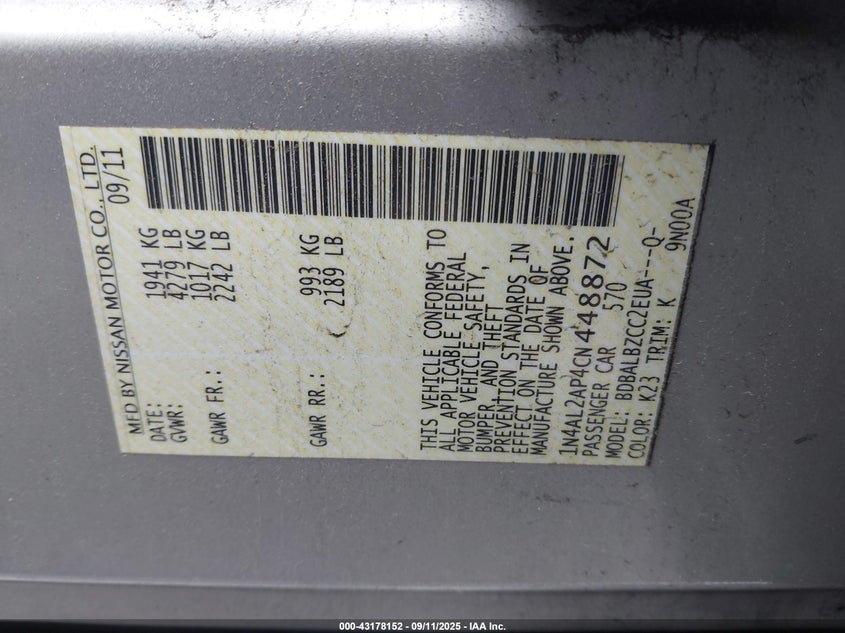 MFD BY NISSAN MOTOR CO., LTD.
DATE: 09/11
GVWR: 1941 KG
4279 LB
GAWR FR.: 1017 KG
2242 LB
GAWR RR.: 993 KG
2189 LB
THIS VEHICLE CONFORMS TO
ALL APPLICABLE FEDERAL
MOTOR VEHICLE SAFETY,
BUMPER, AND THEFT
PREVENTION STANDARDS IN
EFFECT ON THE DATE OF
MANUFACTURE SHOWN ABOVE.
1N4AL2AP4CN448872
PASSENGER CAR 570
MODEL: BDBALBZCC2EUA---Q-
COLOR: K23 TRIM: K 9N00A
000-43178152 - 09/11/2025 - IAA Inc.